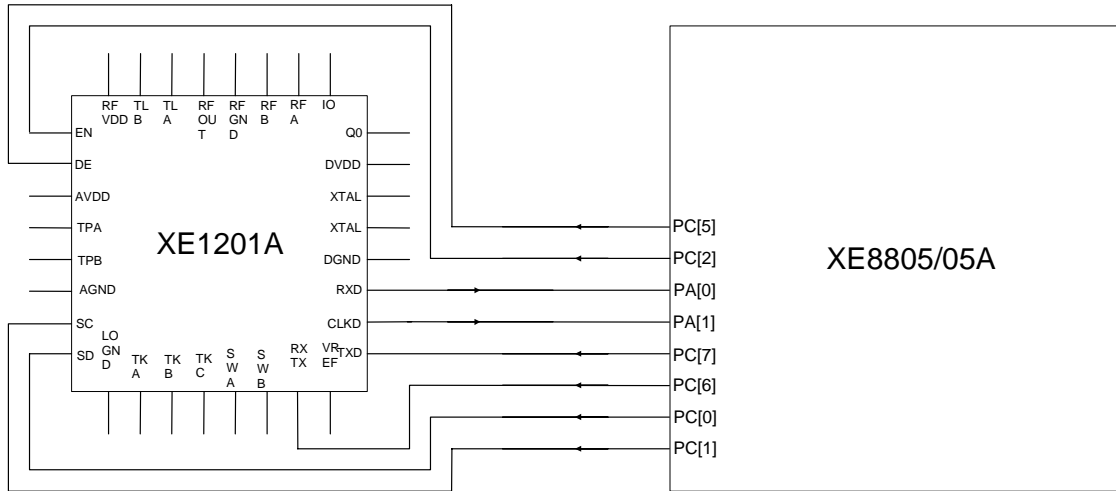 RF
VDD
TL
B
TL
A
RF
OU
T
RF
GN
D
RF
B
RF
A
IO
EN
DE
AVDD
TPA
TPB
AGND
SC
SD
Q0
DVDD
XTAL
XTAL
DGND
RXD
CLKD
TXD
XE1201A
LO
GN
D
TK
A
TK
B
TK
C
S
W
A
S
W
B
RX
TX
VR
EF
PC[5]
PC[2]
PA[0]
PA[1]
PC[7]
PC[6]
PC[0]
PC[1]
XE8805/05A